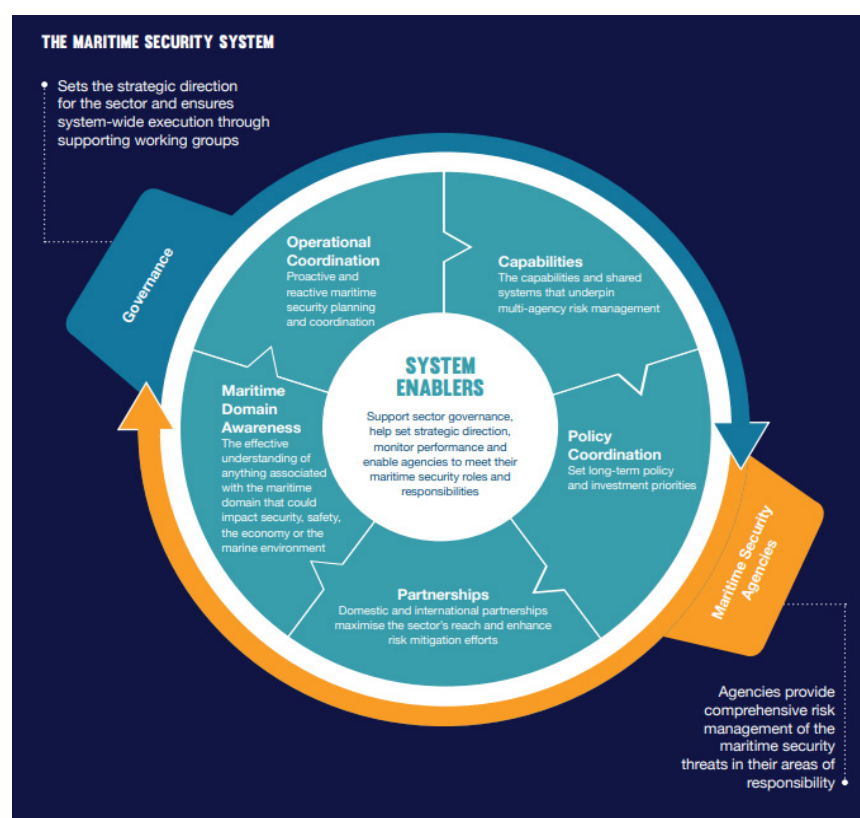 THE MARITIME SECURITY SYSTEM
Sets the strategic direction
for the sector and ensures
system-wide execution through
supporting working groups
Governance
Operational
Coordination
Proactive and
reactive maritime
security planning
and coordination
Capabilities
The capabilities and shared
systems that underpin
multi-agency risk management
SYSTEM
ENABLERS
Support sector governance,
help set strategic direction,
monitor performance and
enable agencies to meet their
maritime security roles and
responsibilities
Maritime
Domain
Awareness
The effective
understanding of
anything associated
with the maritime
domain that could
impact security, safety,
the economy or the
marine environment
Policy
Coordination
Set long-term policy
and investment priorities
Partnerships
Domestic and international partnerships
maximise the sector's reach and enhance
risk mitigation efforts
Maritime Security
Agencies
Agencies provide
comprehensive risk
management of the
maritime security
threats in their areas of
responsibility